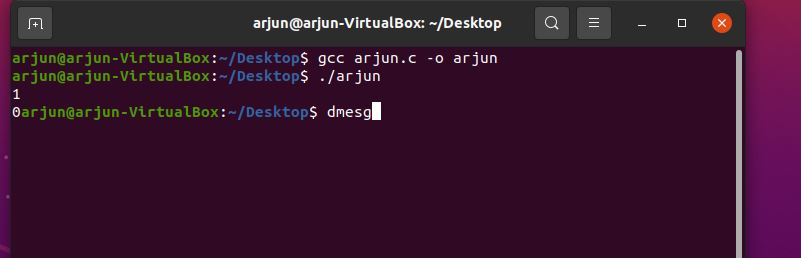 arjun@arjun-VirtualBox: ~/Desktop
arjun@arjun-VirtualBox:~/Desktop$ gcc arjun.c -o arjun
arjun@arjun-VirtualBox:~/Desktop$ ./arjun
1
0arjun@arjun-VirtualBox:~/Desktop$ dmesg